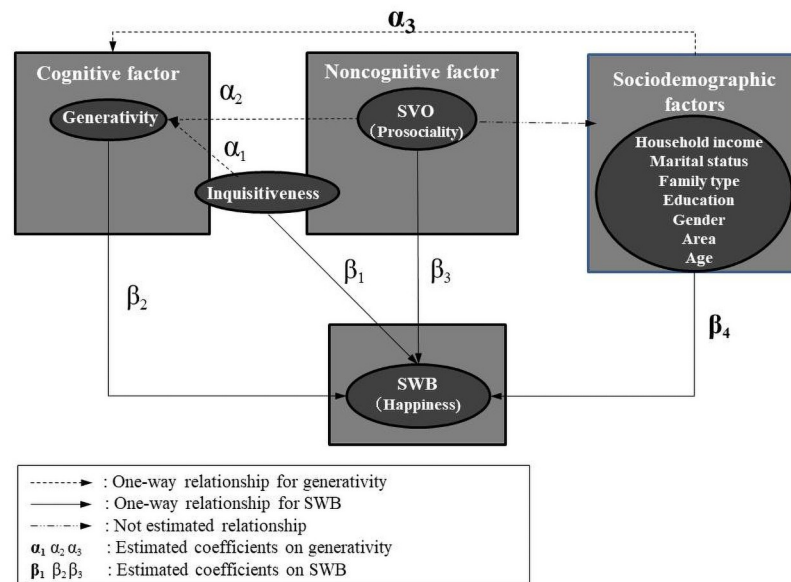 α3
Cognitive factor
Noncognitive factor
Sociodemographic
factors
Generativity
α2
SVO
(Prosociality)
α1
Inquisitiveness
Household income
Marital status
Family type
Education
Gender
Area
Age
β2
β1
β3
β4
SWB
(Happiness)
: One-way relationship for generativity
: One-way relationship for SWB
: Not estimated relationship
α1 α2 α3 : Estimated coefficients on generativity
β1 β2 β3 : Estimated coefficients on SWB